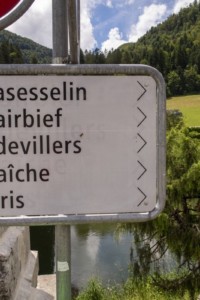 asesselin
airbief
devillers
aîche
ris